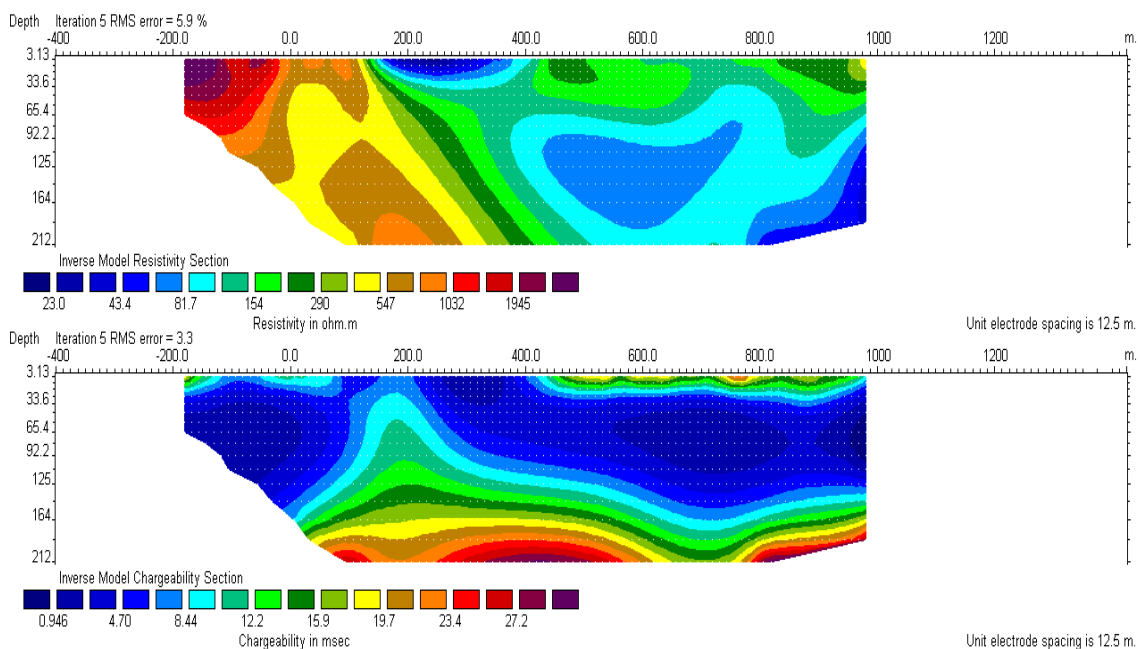 Depth Iteration 5 RMS error = 5.9 %
-400 -200.0 0.0 200.0 400.0 600.0 800.0 1000 1200 m.
3.13
33.6
65.4
92.2
125
164
212.
Inverse Model Resistivity Section
23.0 43.4 81.7 154 290 547 1032 1945
Resistivity in ohm.m
Unit electrode spacing is 12.5 m.
Depth Iteration 5 RMS error = 3.3
-400 -200.0 0.0 200.0 400.0 600.0 800.0 1000 1200 m.
3.13
33.6
65.4
92.2
125
164
212.
Inverse Model Chargeability Section
0.946 4.70 8.44 12.2 15.9 19.7 23.4 27.2
Chargeability in msec
Unit electrode spacing is 12.5 m.